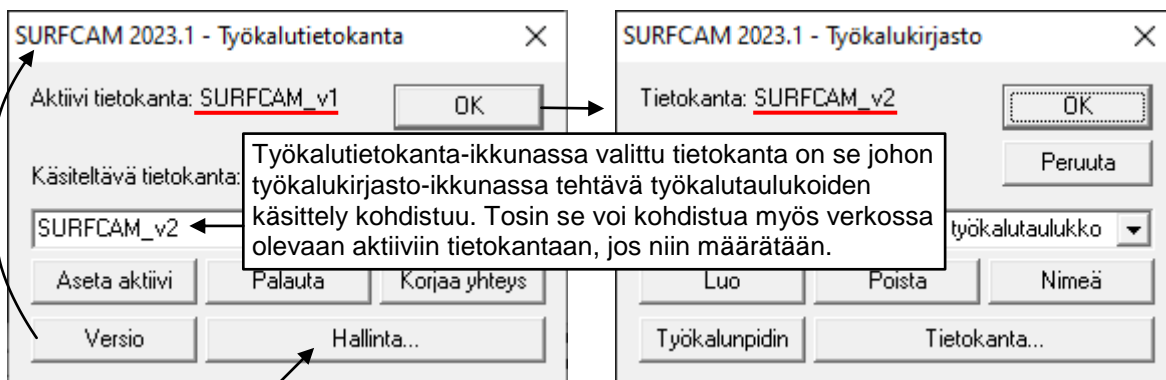 SURFCAM 2023.1 - Työkalutietokanta
Aktiivi tietokanta: SURFCAM_v1
OK
Käsiteltävä tietokanta:
SURFCAM_v2
Aseta aktiivi
Palauta
Korjaa yhteys
Versio
Hallinta...
Työkalutietokanta-ikkunassa valittu tietokanta on se johon
työkalukirjasto-ikkunassa tehtävä työkalutaulukoiden
käsittely kohdistuu. Tosin se voi kohdistua myös verkossa
olevaan aktiiviin tietokantaan, jos niin määrätään.
SURFCAM 2023.1 - Työkalukirjasto
Tietokanta: SURFCAM_v2
OK
Peruuta
työkalutaulukko
Luo
Poista
Nimeä
Työkalunpidin
Tietokanta...